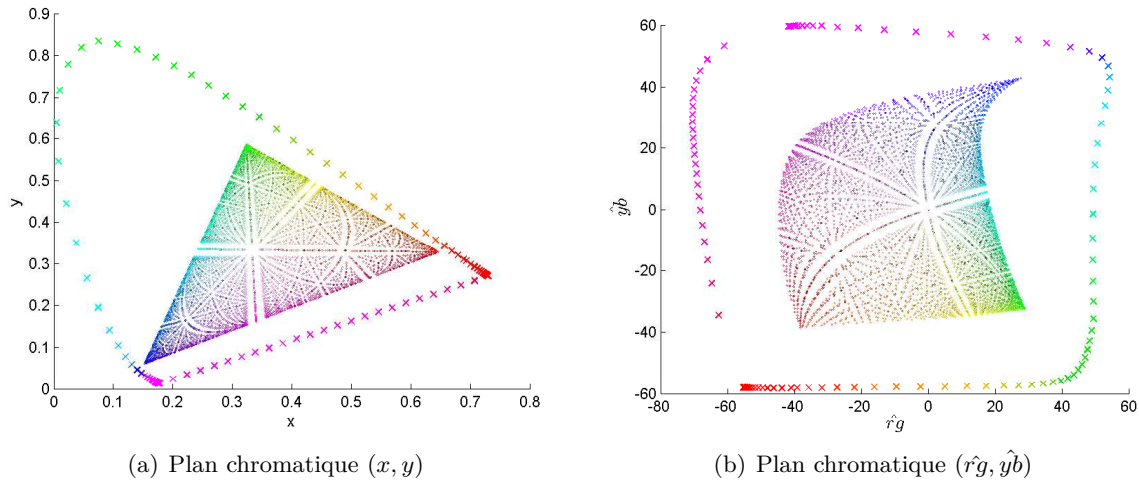 0.9
0.8
0.7
0.6
0.5
0.4
0.3
0.2
0.1
0
y
0 0.1 0.2 0.3 0.4 0.5 0.6 0.7 0.8
x
(a) Plan chromatique (x, y)
60
40
20
0
-20
-40
-60
ŷb
-80 -60 -40 -20 0 20 40 60
r̂g
(b) Plan chromatique (r̂g, ŷb)